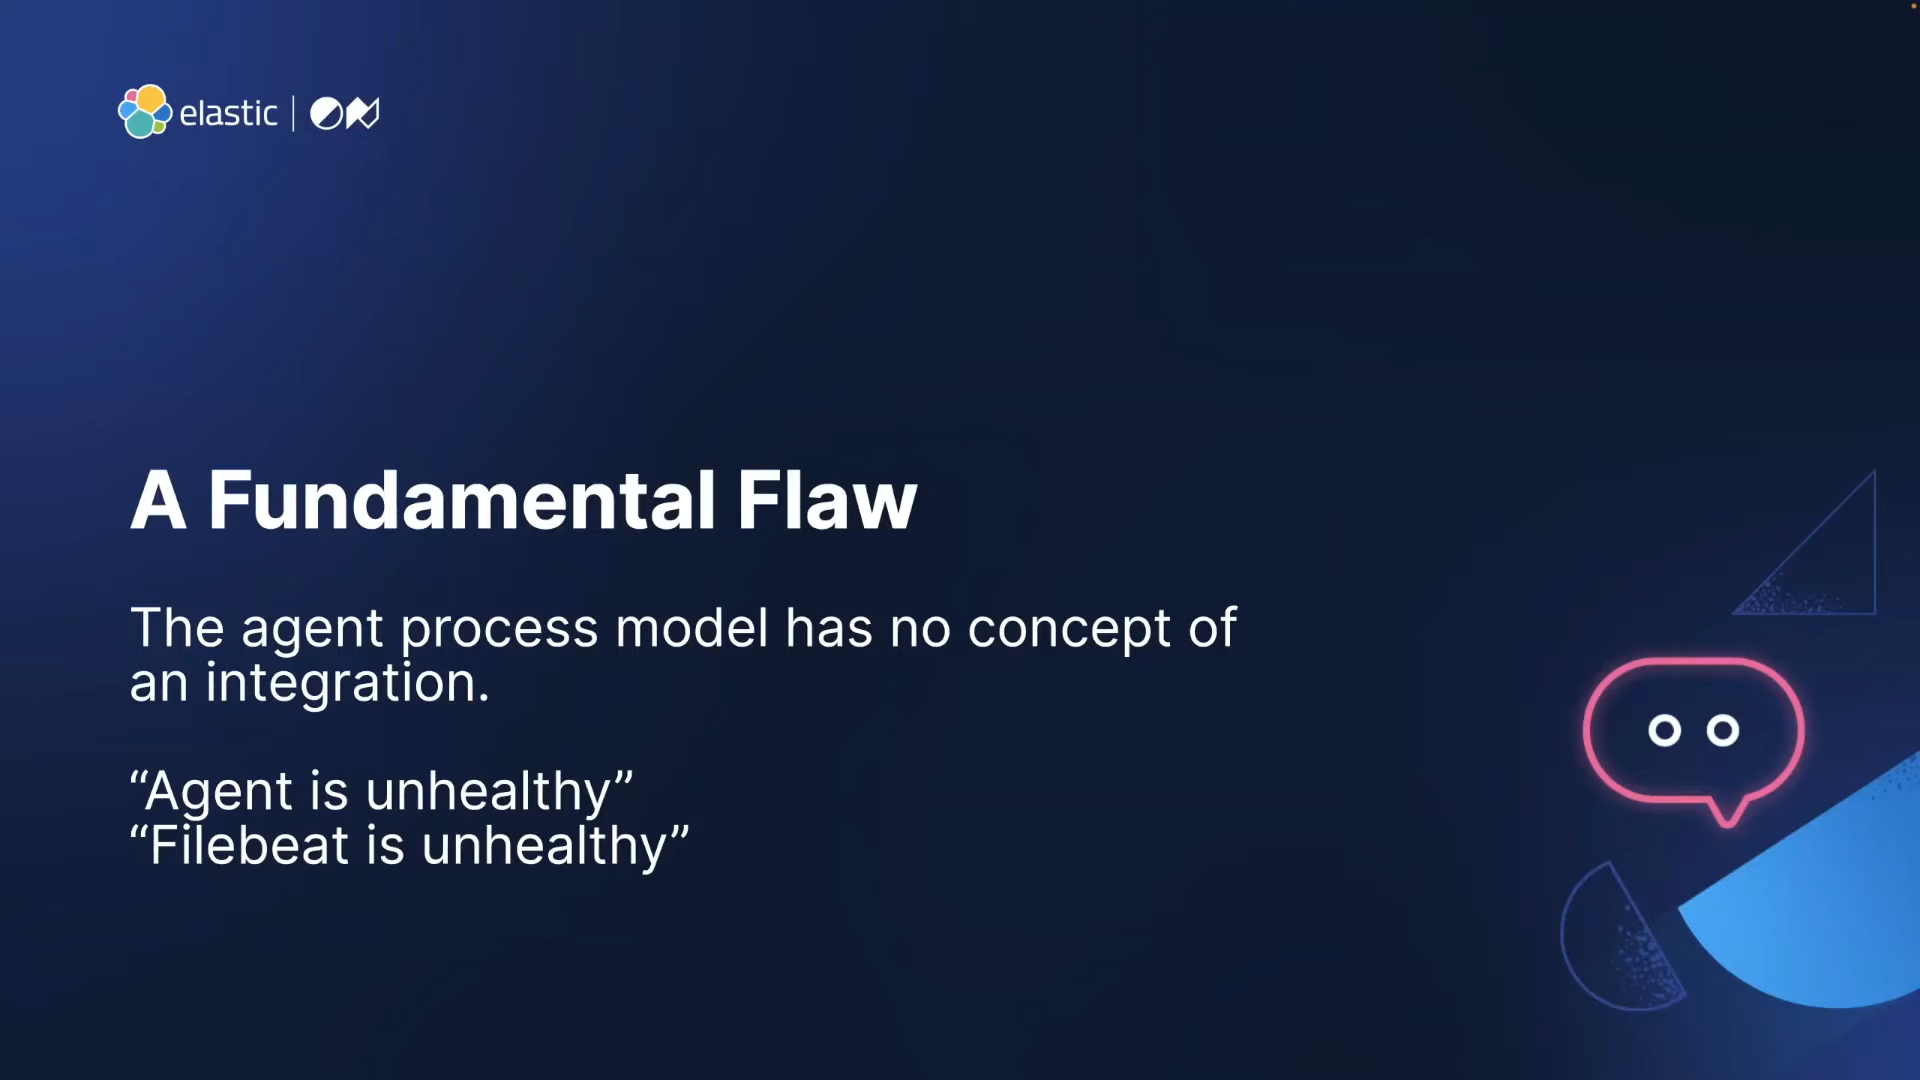 elastic | ON
A Fundamental Flaw
The agent process model has no concept of
an integration.
“Agent is unhealthy”
“Filebeat is unhealthy”